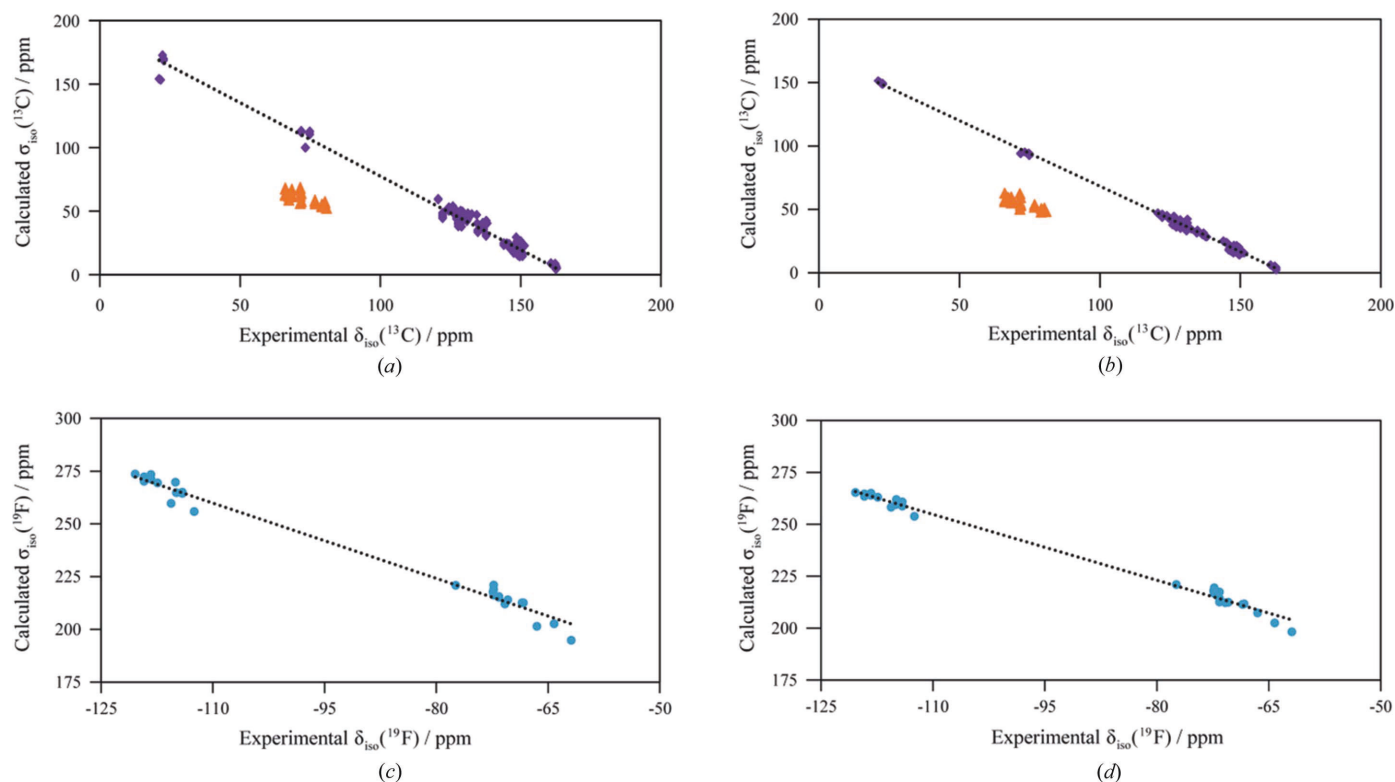 200
150
100
50
0
Calculated σiso(¹³C) / ppm
0 50 100 150 200
Experimental δiso(¹³C) / ppm
(a)
200
150
100
50
0
Calculated σiso(¹³C) / ppm
0 50 100 150 200
Experimental δiso(¹³C) / ppm
(b)
300
275
250
225
200
175
Calculated σiso(¹⁹F) / ppm
-125 -110 -95 -80 -65 -50
Experimental δiso(¹⁹F) / ppm
(c)
300
275
250
225
200
175
Calculated σiso(¹⁹F) / ppm
-125 -110 -95 -80 -65 -50
Experimental δiso(¹⁹F) / ppm
(d)